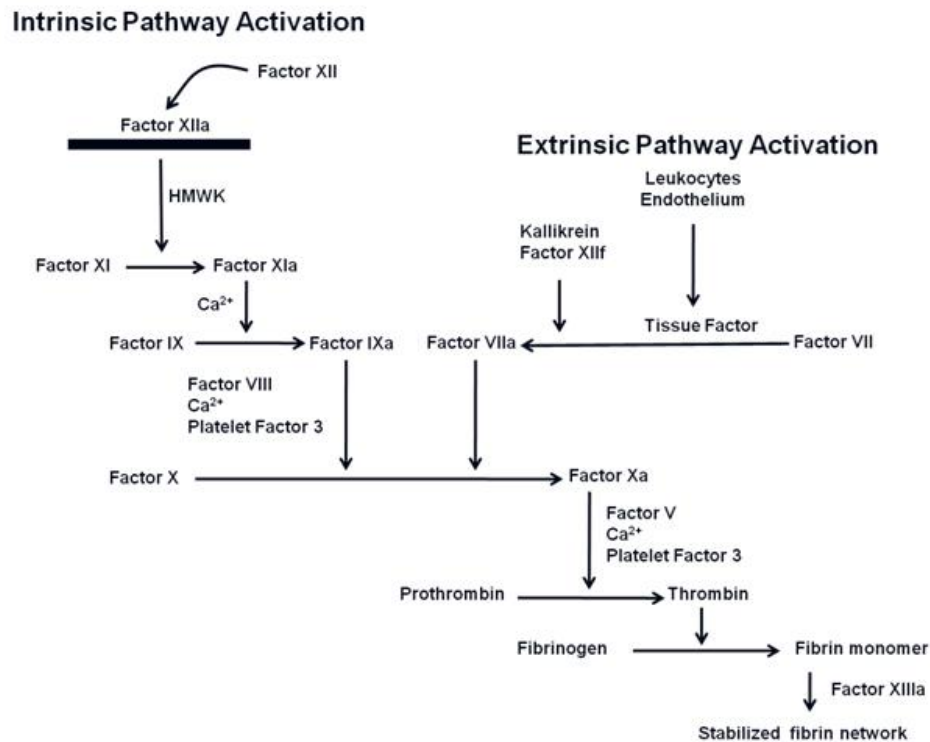 Intrinsic Pathway Activation
Factor XII
Factor XIIa
HMWK
Factor XI
Factor XIa
Ca²⁺
Factor IX
Factor IXa
Factor VIII
Ca²⁺
Platelet Factor 3
Extrinsic Pathway Activation
Leukocytes
Endothelium
Kallikrein
Factor XIIf
Tissue Factor
Factor VIIa
Factor VII
Factor X
Factor Xa
Factor V
Ca²⁺
Platelet Factor 3
Prothrombin
Thrombin
Fibrinogen
Fibrin monomer
Factor XIIIa
Stabilized fibrin network